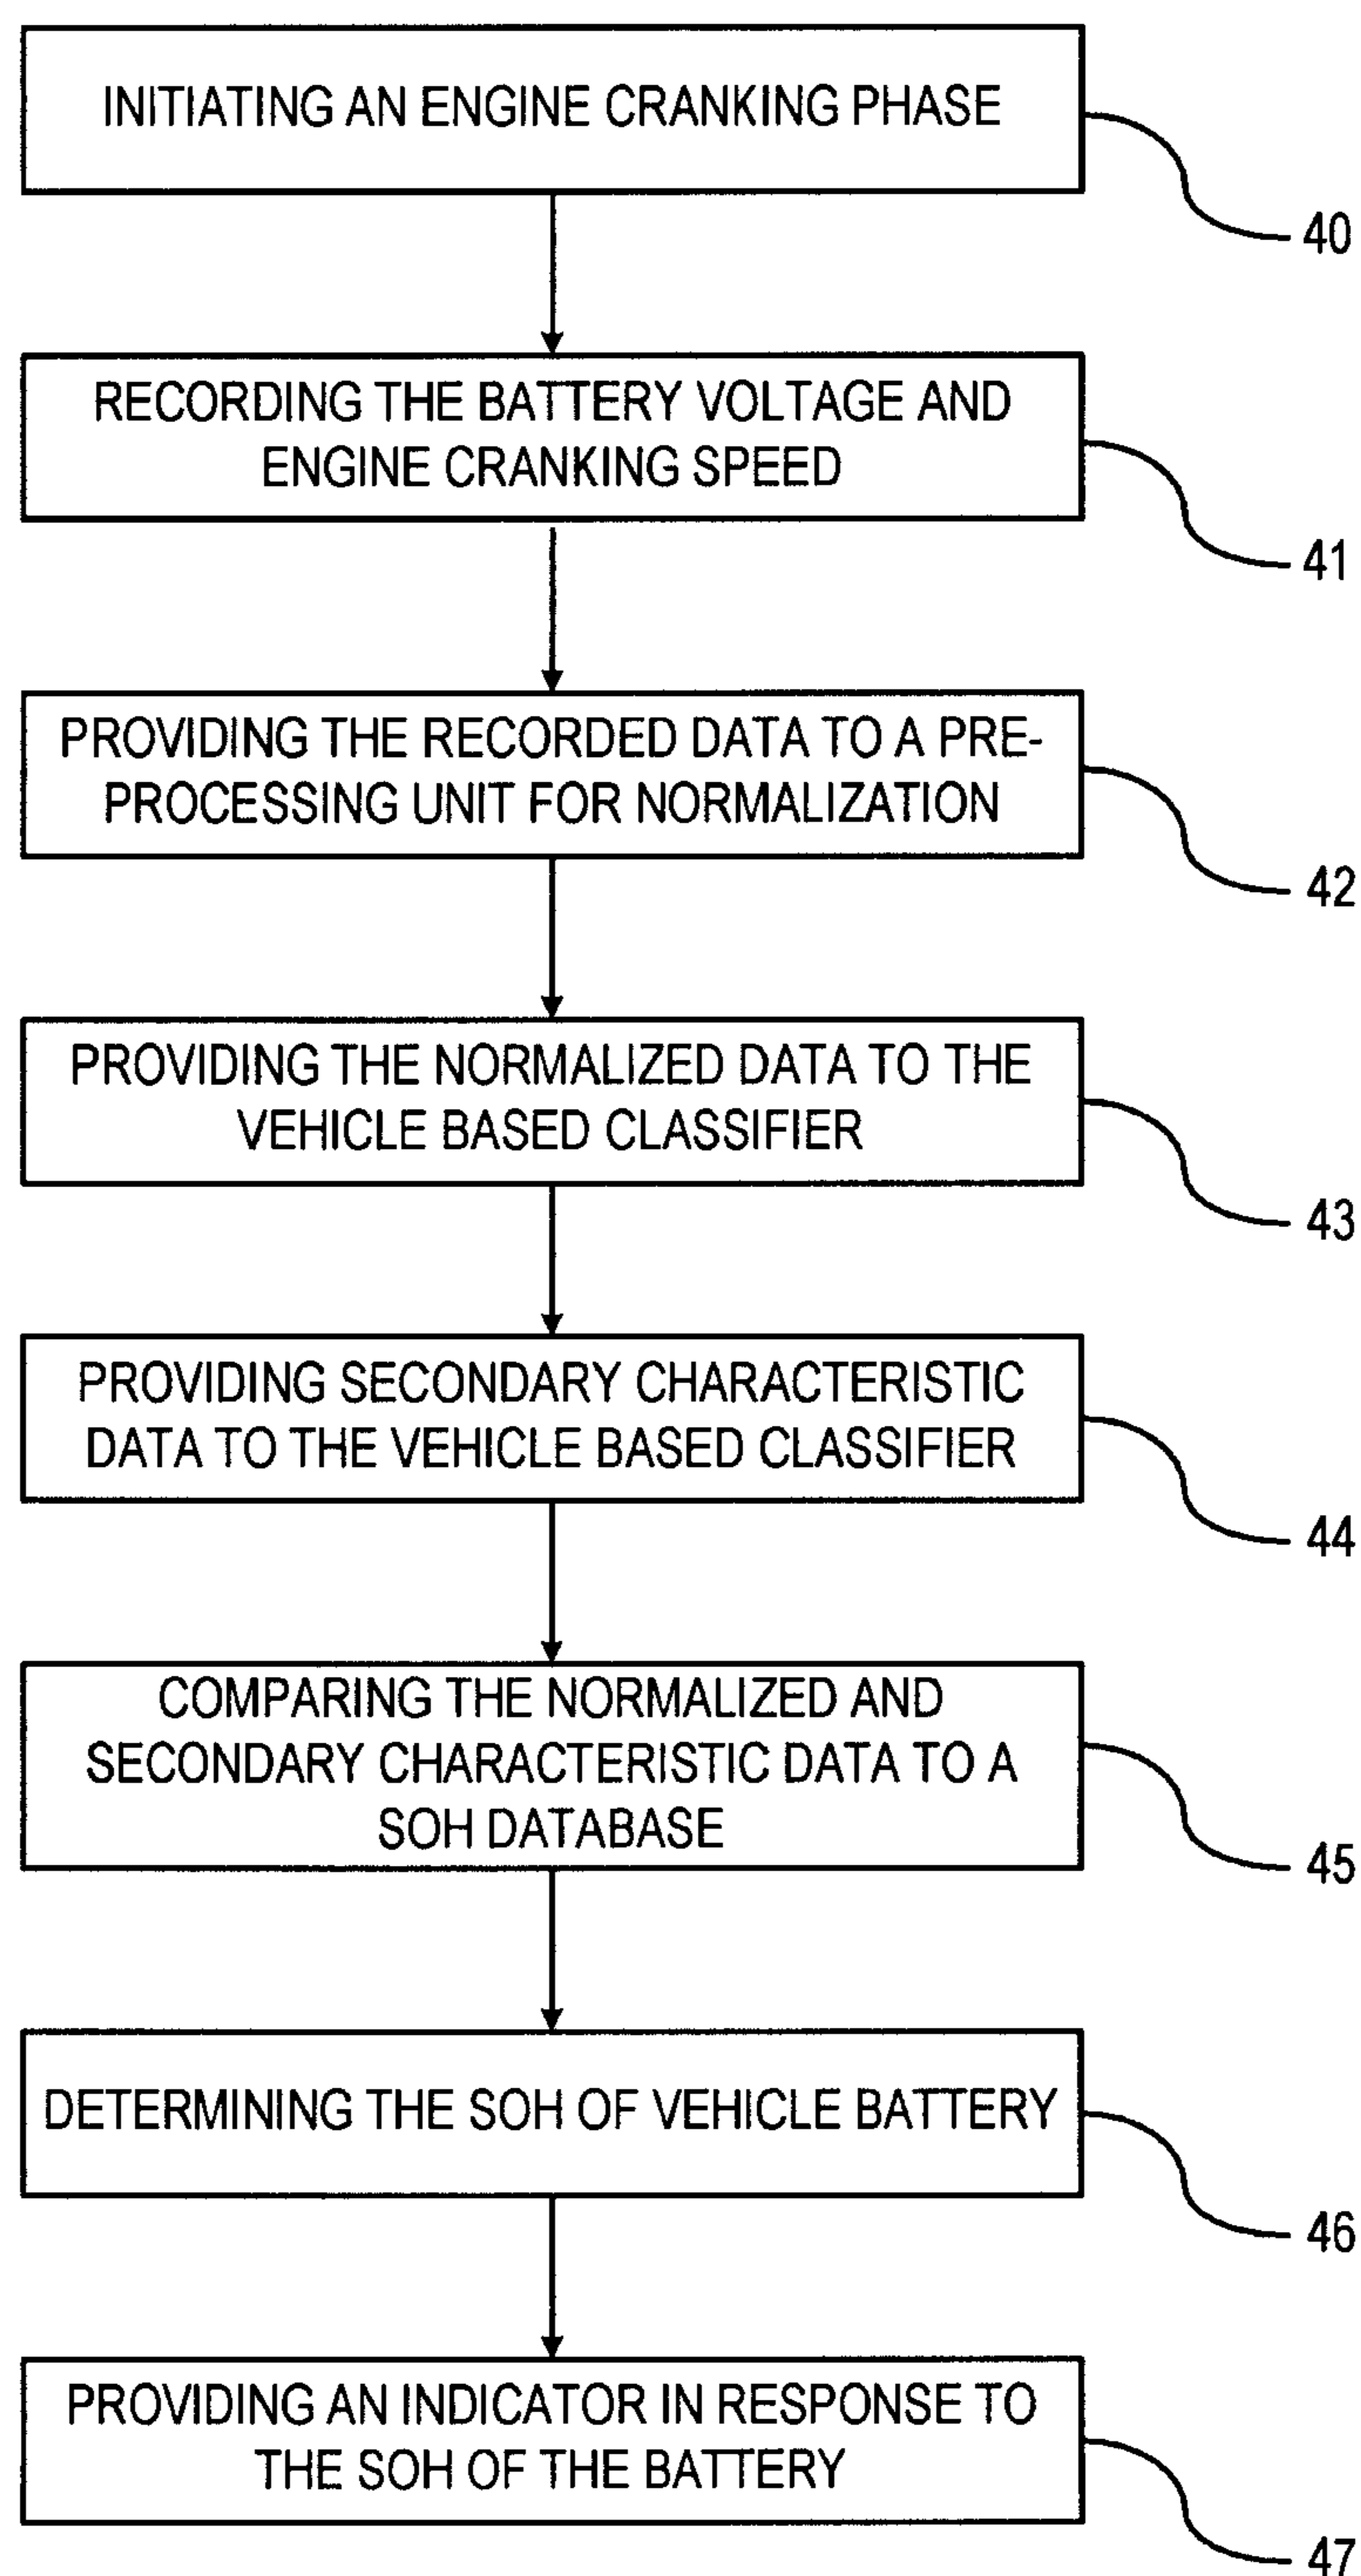 INITIATING AN ENGINE CRANKING PHASE
40
RECORDING THE BATTERY VOLTAGE AND
ENGINE CRANKING SPEED
41
PROVIDING THE RECORDED DATA TO A PRE-
PROCESSING UNIT FOR NORMALIZATION
42
PROVIDING THE NORMALIZED DATA TO THE
VEHICLE BASED CLASSIFIER
43
PROVIDING SECONDARY CHARACTERISTIC
DATA TO THE VEHICLE BASED CLASSIFIER
44
COMPARING THE NORMALIZED AND
SECONDARY CHARACTERISTIC DATA TO A
SOH DATABASE
45
DETERMINING THE SOH OF VEHICLE BATTERY
46
PROVIDING AN INDICATOR IN RESPONSE TO
THE SOH OF THE BATTERY
47